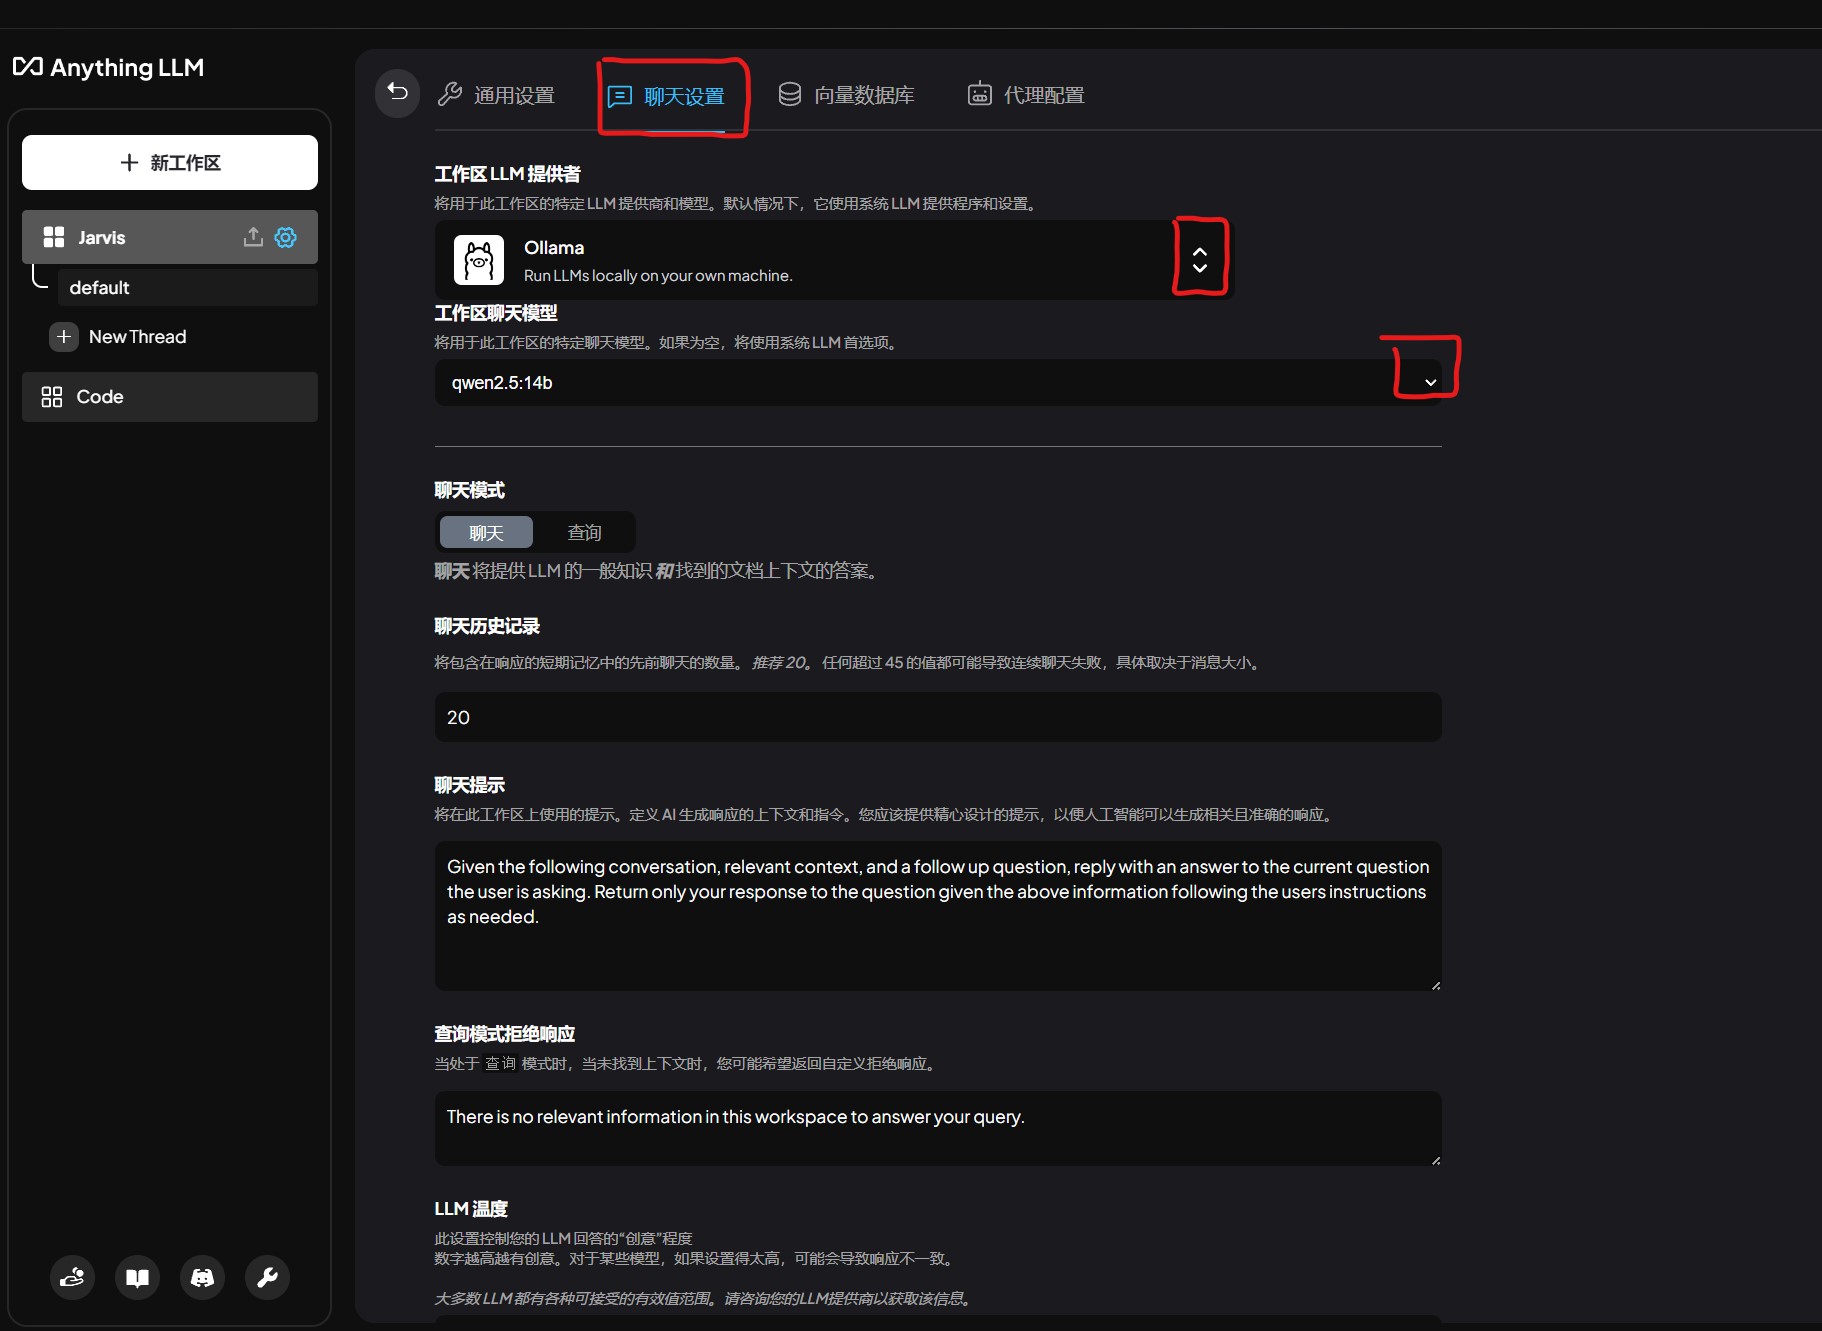 Anything LLM
新工作区
Jarvis
default
New Thread
Code
通用设置
聊天设置
向量数据库
代理配置
工作区 LLM 提供者
将用于此工作区的特定 LLM 提供商和模型。默认情况下，它使用系统 LLM 提供程序和设置。
Ollama
Run LLMs locally on your own machine.
工作区聊天模型
将用于此工作区的特定聊天模型。如果为空，将使用系统 LLM 首选项。
qwen2.5:14b
聊天模式
聊天 查询
聊天 将提供 LLM 的一般知识 和 找到的文档上下文的答案。
聊天历史记录
将包含在响应的短期记忆中的先前聊天的数量。 推荐 20。 任何超过 45 的值都可能导致连续聊天失败，具体取决于消息大小。
20
聊天提示
将在此工作区上使用的提示。定义 AI 生成响应的上下文和指令。您应该提供精心设计的提示，以便人工智能可以生成相关且准确的响应。
Given the following conversation, relevant context, and a follow up question, reply with an answer to the current question
the user is asking. Return only your response to the question given the above information following the users instructions
as needed.
查询模式拒绝响应
当处于 查询 模式时，当未找到上下文时，您可能希望返回自定义拒绝响应。
There is no relevant information in this workspace to answer your query.
LLM 温度
此设置控制您的 LLM 回答的“创意”程度
数字越高越有创意。对于某些模型，如果设置得太高，可能会导致响应不一致。
大多数 LLM 都有各种可接受的有效值范围。请咨询您的LLM提供商以获取该信息。